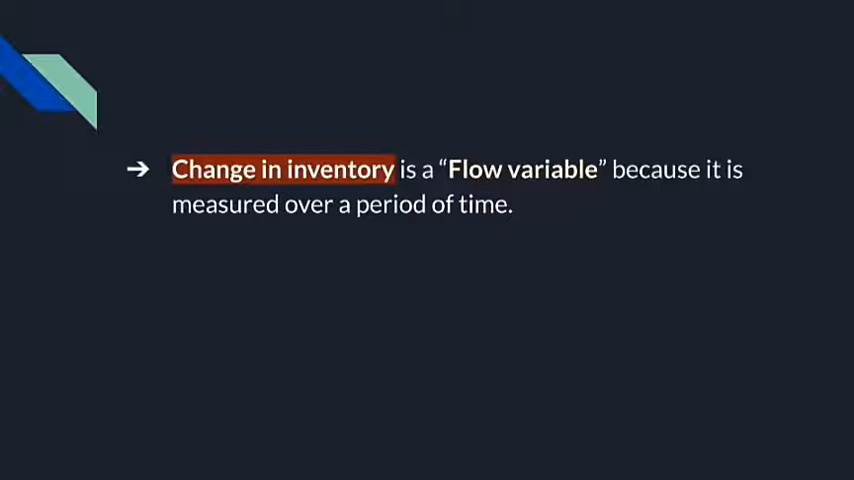 ➔ Change in inventory is a “Flow variable” because it is
measured over a period of time.